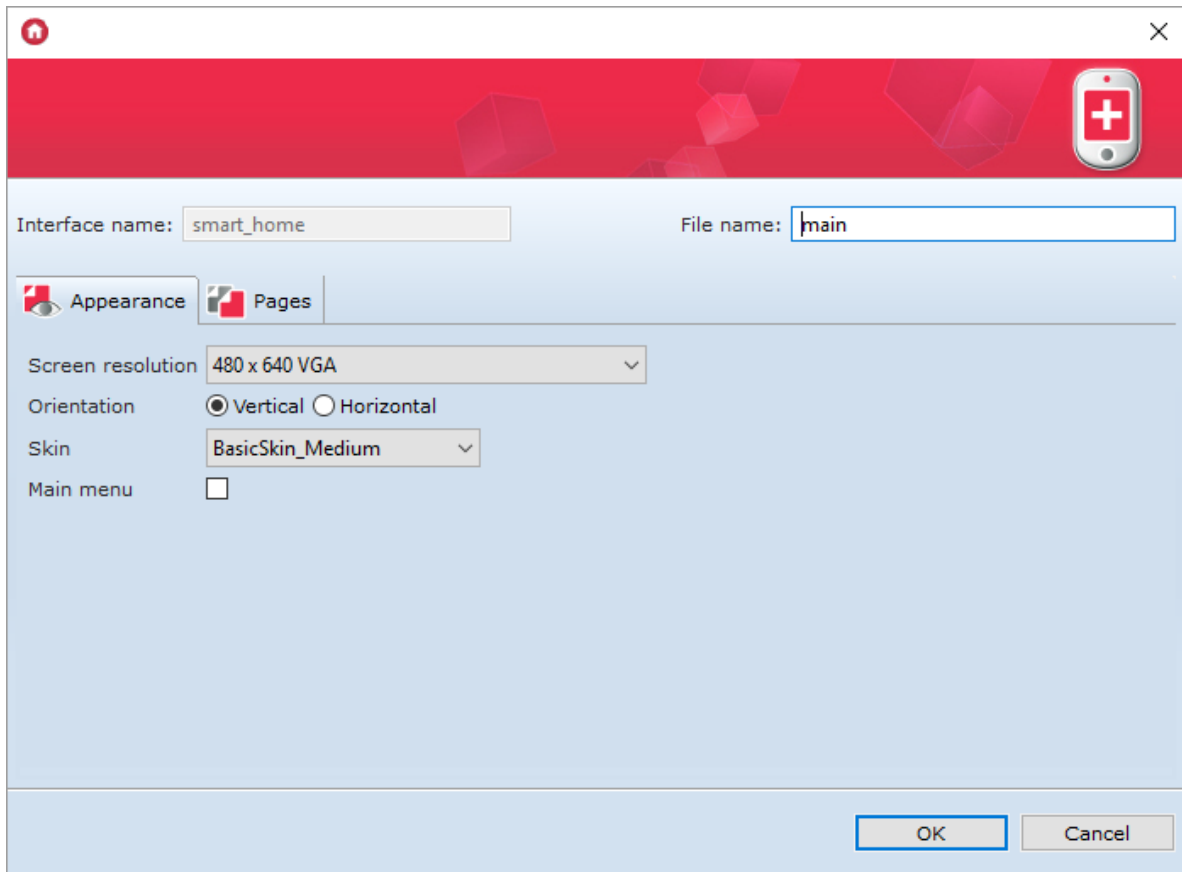 Interface name: smart_home File name: main
Appearance Pages
Screen resolution 480 x 640 VGA
Orientation Vertical Horizontal
Skin BasicSkin_Medium
Main menu
OK Cancel